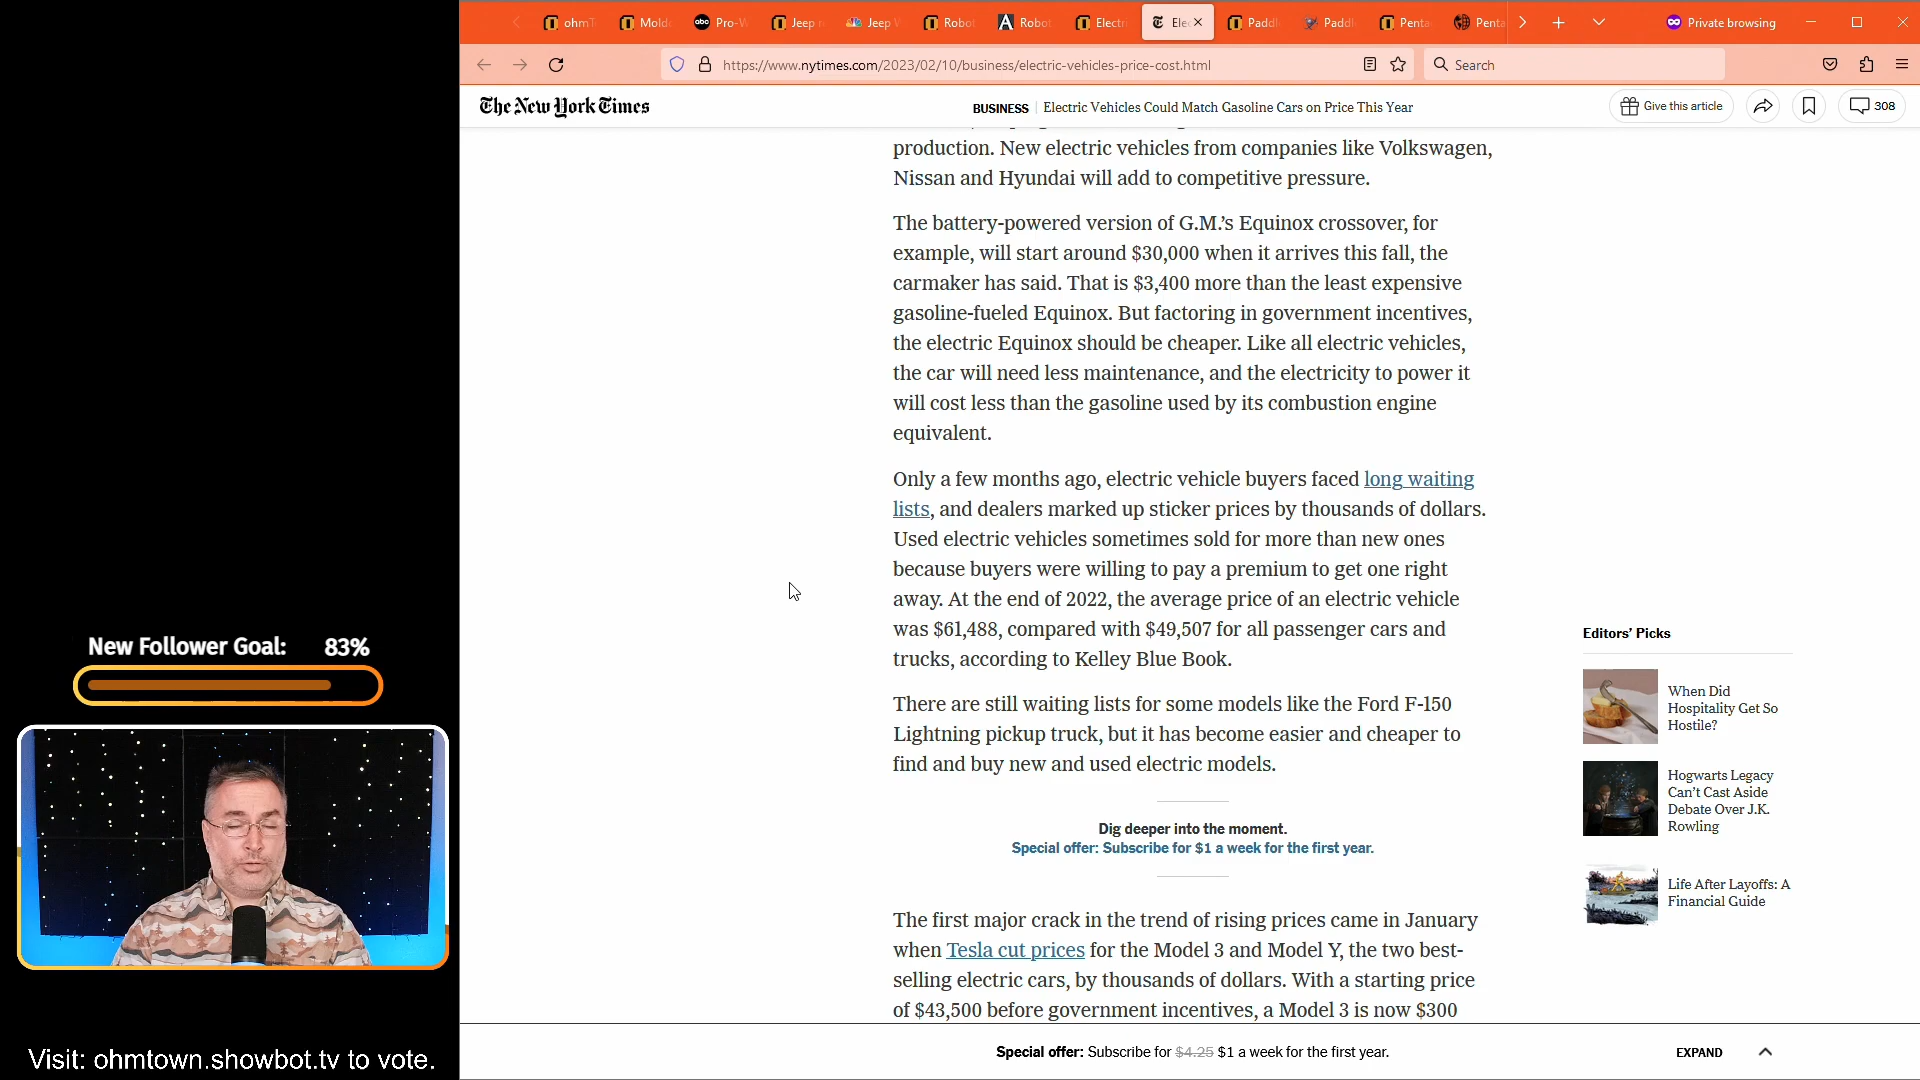 ohm
Mold
abc
Pro-W
Jeep
Jeep
Robot
Robot
Electri
Ele
Paddl
Paddl
Penta
Penta
Private browsing
https://www.nytimes.com/2023/02/10/business/electric-vehicles-price-cost.html
Search
The New York Times
BUSINESS
Electric Vehicles Could Match Gasoline Cars on Price This Year
Give this article
308
production. New electric vehicles from companies like Volkswagen,
Nissan and Hyundai will add to competitive pressure.
The battery-powered version of G.M.’s Equinox crossover, for
example, will start around $30,000 when it arrives this fall, the
carmaker has said. That is $3,400 more than the least expensive
gasoline-fueled Equinox. But factoring in government incentives,
the electric Equinox should be cheaper. Like all electric vehicles,
the car will need less maintenance, and the electricity to power it
will cost less than the gasoline used by its combustion engine
equivalent.
Only a few months ago, electric vehicle buyers faced long waiting
lists, and dealers marked up sticker prices by thousands of dollars.
Used electric vehicles sometimes sold for more than new ones
because buyers were willing to pay a premium to get one right
away. At the end of 2022, the average price of an electric vehicle
was $61,488, compared with $49,507 for all passenger cars and
trucks, according to Kelley Blue Book.
There are still waiting lists for some models like the Ford F-150
Lightning pickup truck, but it has become easier and cheaper to
find and buy new and used electric models.
Dig deeper into the moment.
Special offer: Subscribe for $1 a week for the first year.
The first major crack in the trend of rising prices came in January
when Tesla cut prices for the Model 3 and Model Y, the two best-
selling electric cars, by thousands of dollars. With a starting price
of $43,500 before government incentives, a Model 3 is now $300
Editors’ Picks
When Did
Hospitality Get So
Hostile?
Hogwarts Legacy
Can’t Cast Aside
Debate Over J.K.
Rowling
Life After Layoffs: A
Financial Guide
Special offer: Subscribe for $4.25 $1 a week for the first year.
EXPAND
New Follower Goal: 83%
Visit: ohmtown.showbot.tv to vote.